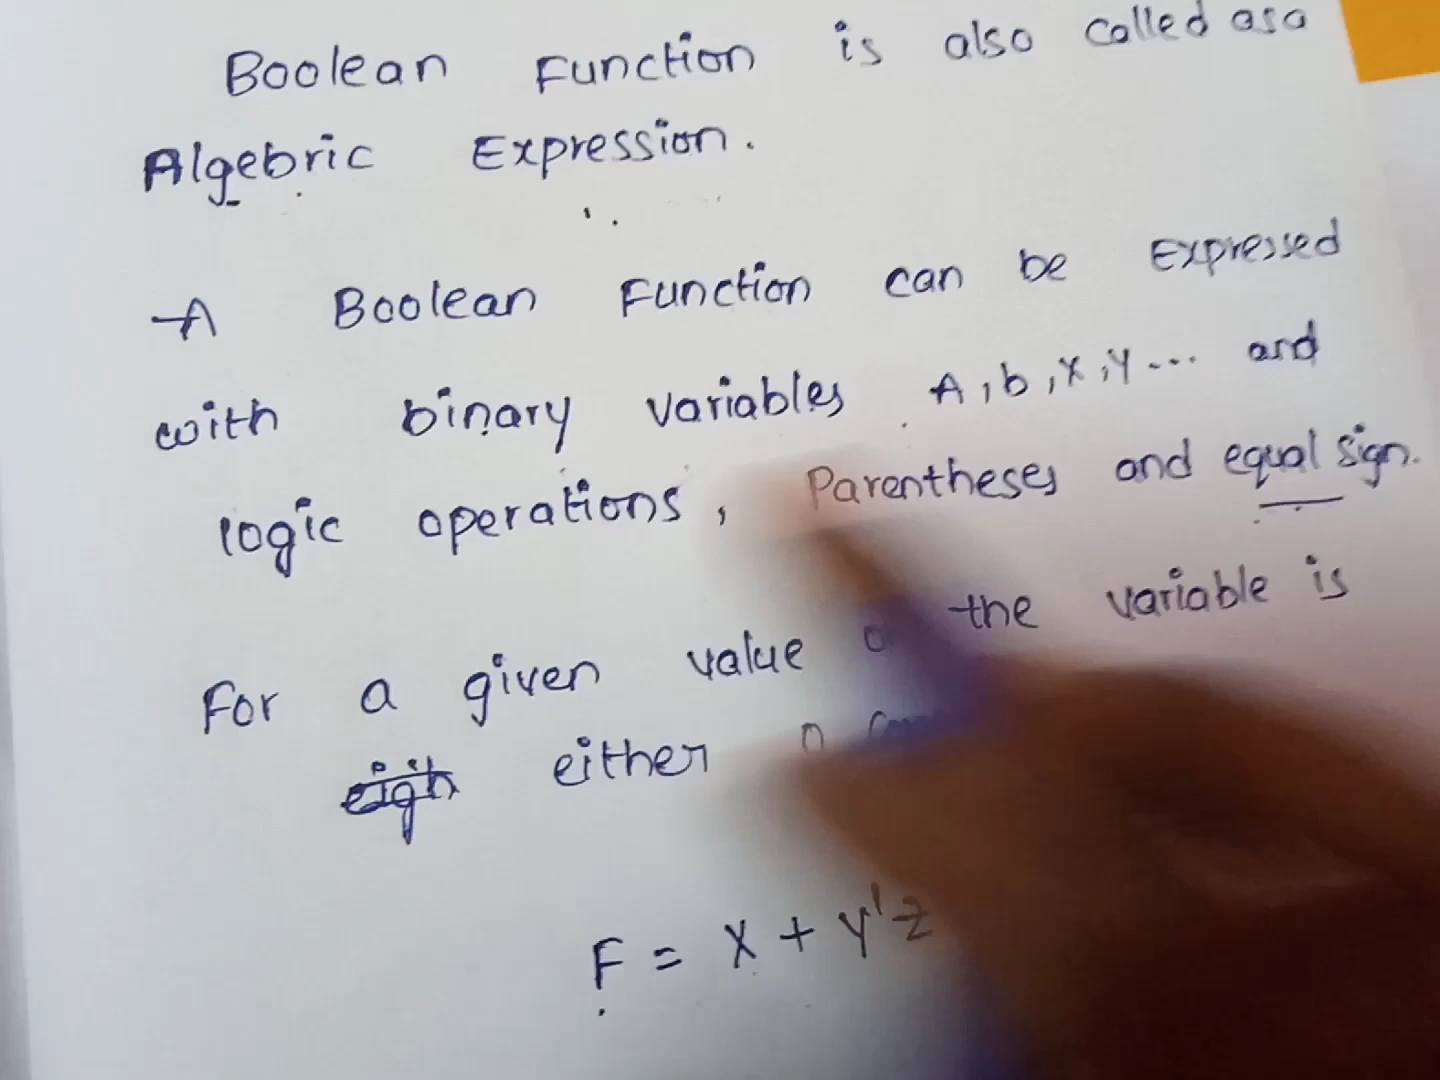 Boolean Function is also called as a
Algebric Expression.
A Boolean Function can be Expressed
with binary variables A, b, x, y ... and
logic operations, Parentheses and equal sign.
For a given value the variable is
either
F = x + y'z